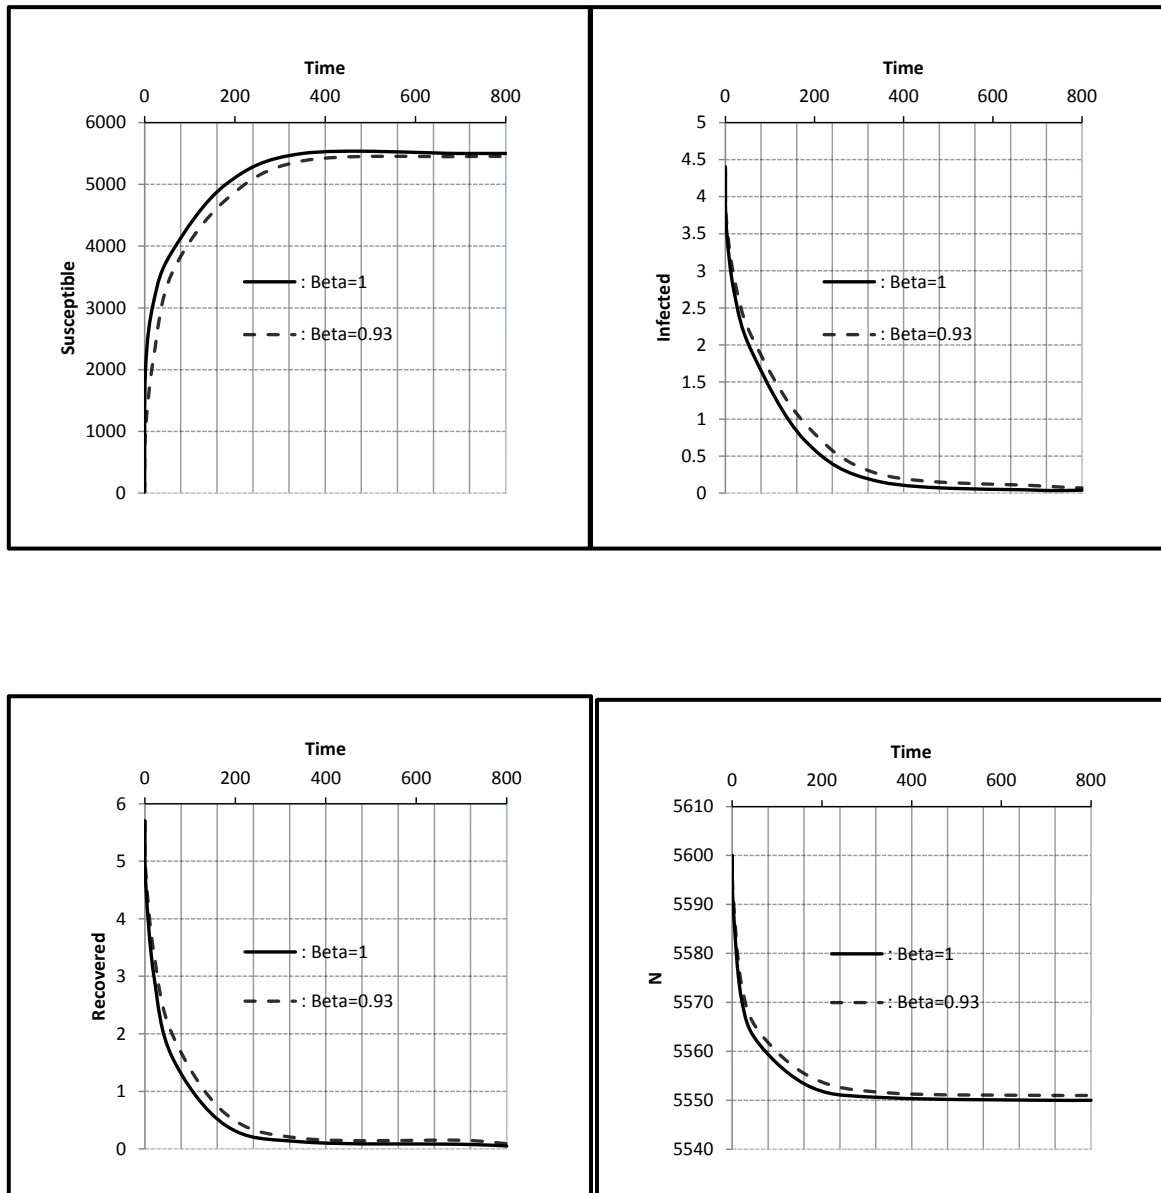 Time
0 200 400 600 800
6000
5000
4000
3000
2000
1000
0
Susceptible
: Beta=1
: Beta=0.93
Time
0 200 400 600 800
5
4.5
4
3.5
3
2.5
2
1.5
1
0.5
0
Infected
: Beta=1
: Beta=0.93
Time
0 200 400 600 800
6
5
4
3
2
1
0
Recovered
: Beta=1
: Beta=0.93
Time
0 200 400 600 800
5610
5600
5590
5580
5570
5560
5550
5540
N
: Beta=1
: Beta=0.93